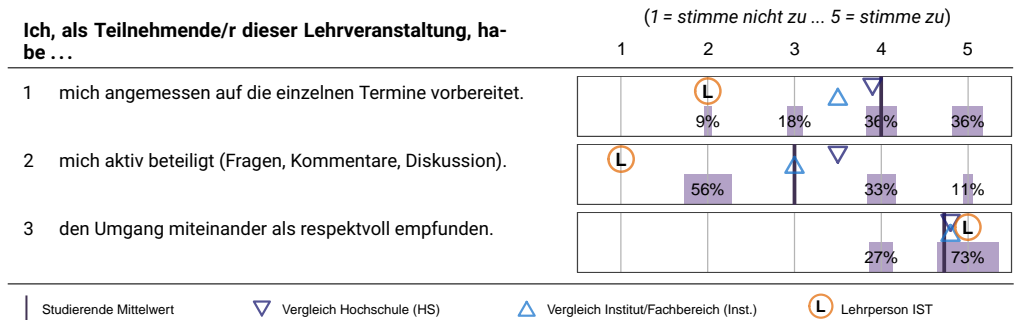 (1 = stimme nicht zu ... 5 = stimme zu)
Ich, als Teilnehmende/r dieser Lehrveranstaltung, ha-
be ...
1 2 3 4 5
1 mich angemessen auf die einzelnen Termine vorbereitet.
L
9% 18% 36% 36%
2 mich aktiv beteiligt (Fragen, Kommentare, Diskussion).
L
56% 33% 11%
3 den Umgang miteinander als respektvoll empfunden.
L
27% 73%
Studierende Mittelwert Vergleich Hochschule (HS) Vergleich Institut/Fachbereich (Inst.) L Lehrperson IST